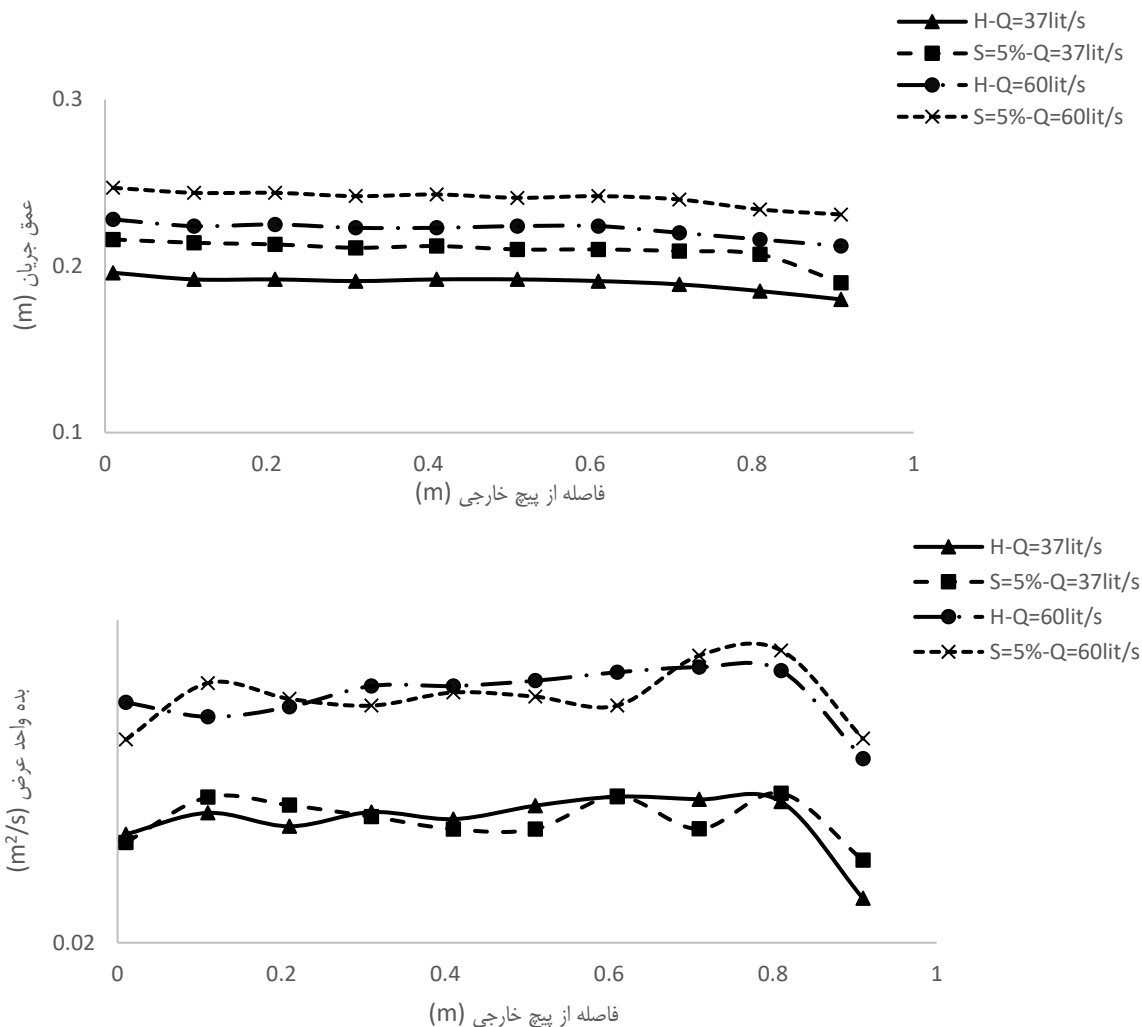 H-Q=37lit/s
S=5%-Q=37lit/s
H-Q=60lit/s
S=5%-Q=60lit/s
0.3
0.2
0.1
عمق جریان (m)
0 0.2 0.4 0.6 0.8 1
فاصله از پیچ خارجی (m)
H-Q=37lit/s
S=5%-Q=37lit/s
H-Q=60lit/s
S=5%-Q=60lit/s
بده واحد عرض (m²/s)
0.02
0 0.2 0.4 0.6 0.8 1
فاصله از پیچ خارجی (m)